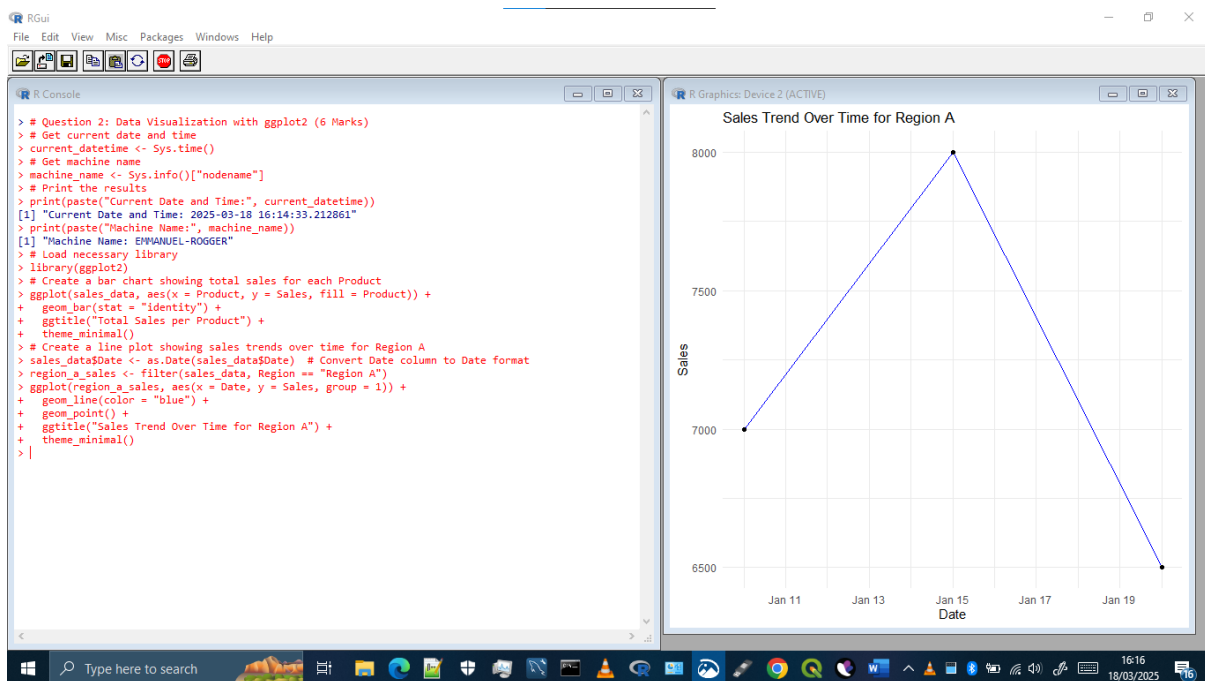 RGui
File Edit View Misc Packages Windows Help
STOP
R Console
> # Question 2: Data Visualization with ggplot2 (6 Marks)
> # Get current date and time
> current_datetime <- Sys.time()
> # Get machine name
> machine_name <- Sys.info()["nodename"]
> # Print the results
> print(paste("Current Date and Time:", current_datetime))
[1] "Current Date and Time: 2025-03-18 16:14:33.212861"
> print(paste("Machine Name:", machine_name))
[1] "Machine Name: EMMANUEL-ROGGER"
> # Load necessary library
> library(ggplot2)
> # Create a bar chart showing total sales for each Product
> ggplot(sales_data, aes(x = Product, y = Sales, fill = Product)) +
+   geom_bar(stat = "identity") +
+   ggtitle("Total Sales per Product") +
+   theme_minimal()
> # Create a line plot showing sales trends over time for Region A
> sales_data$Date <- as.Date(sales_data$Date)  # Convert Date column to Date format
> region_a_sales <- filter(sales_data, Region == "Region A")
> ggplot(region_a_sales, aes(x = Date, y = Sales, group = 1)) +
+   geom_line(color = "blue") +
+   geom_point() +
+   ggtitle("Sales Trend Over Time for Region A") +
+   theme_minimal()
>
R Graphics: Device 2 (ACTIVE)
Sales Trend Over Time for Region A
8000
7500
7000
6500
Sales
Jan 11 Jan 13 Jan 15 Jan 17 Jan 19
Date
Type here to search
16:16
18/03/2025
16